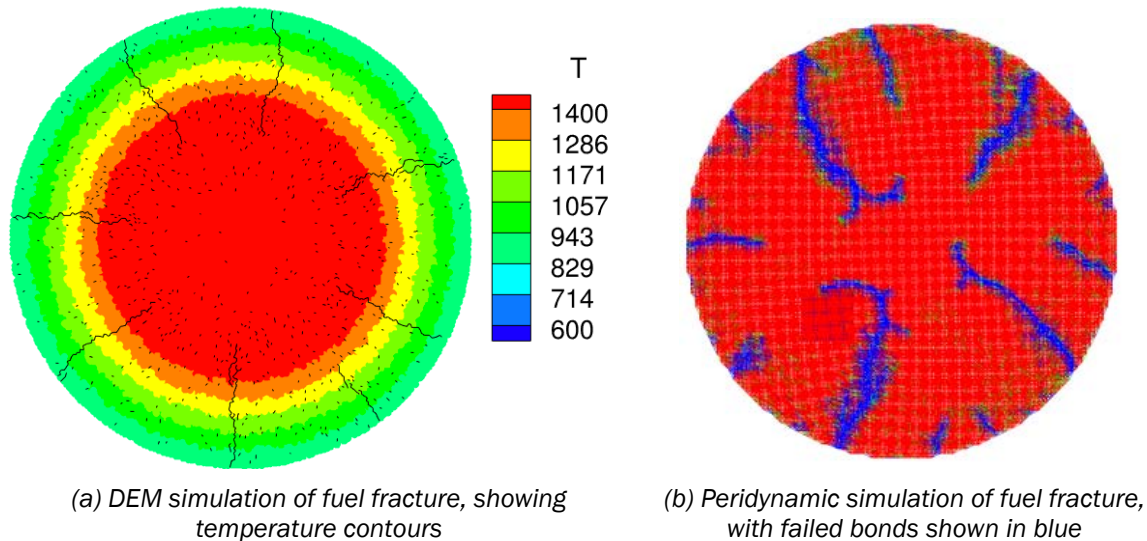 T
1400
1286
1171
1057
943
829
714
600
(a) DEM simulation of fuel fracture, showing
temperature contours
(b) Peridynamic simulation of fuel fracture,
with failed bonds shown in blue